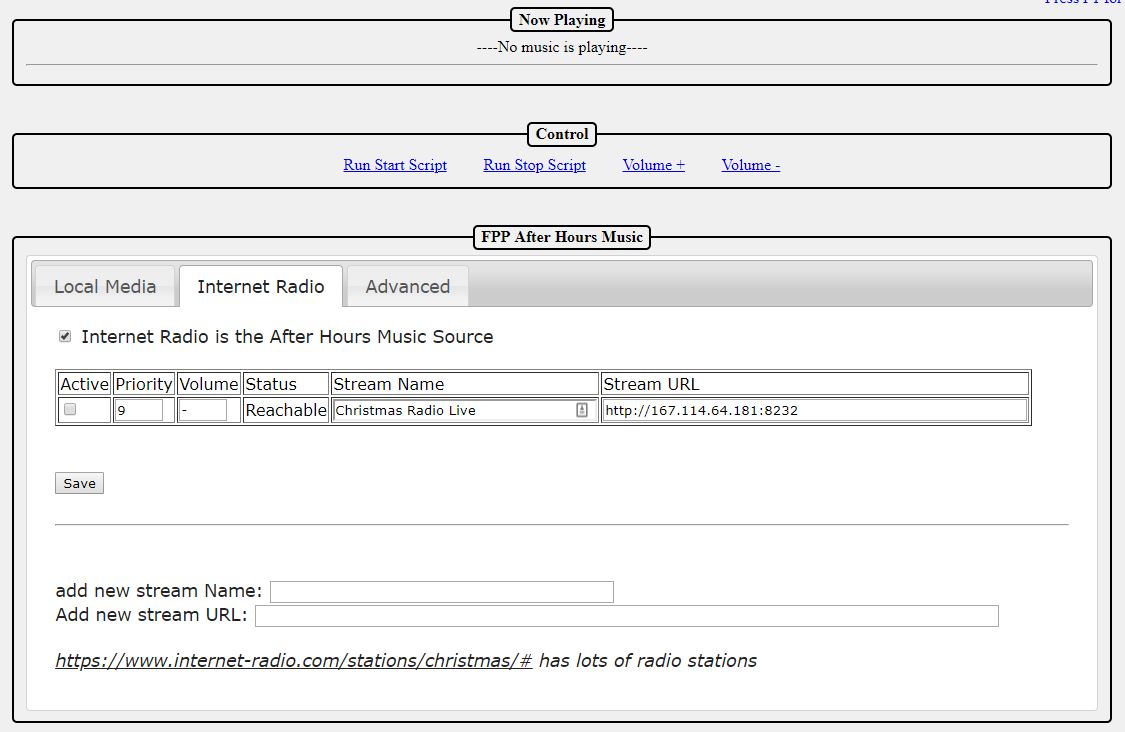 Now Playing
----No music is playing----
Control
Run Start Script Run Stop Script Volume + Volume -
FPP After Hours Music
Local Media Internet Radio Advanced
Internet Radio is the After Hours Music Source
Active Priority Volume Status Stream Name Stream URL
9 - Reachable Christmas Radio Live http://167.114.64.181:8232
Save
add new stream Name:
Add new stream URL:
https://www.internet-radio.com/stations/christmas/# has lots of radio stations